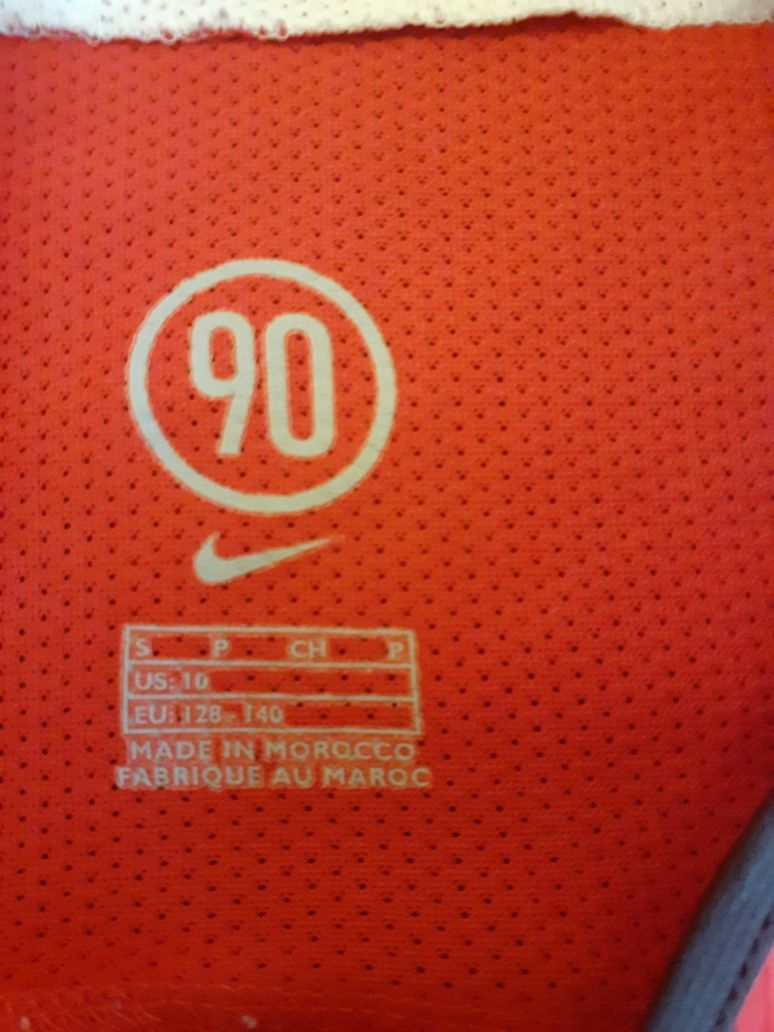 90
S P CH P
US: 10
EU: 128 - 140
MADE IN MOROCCO
FABRIQUE AU MAROC